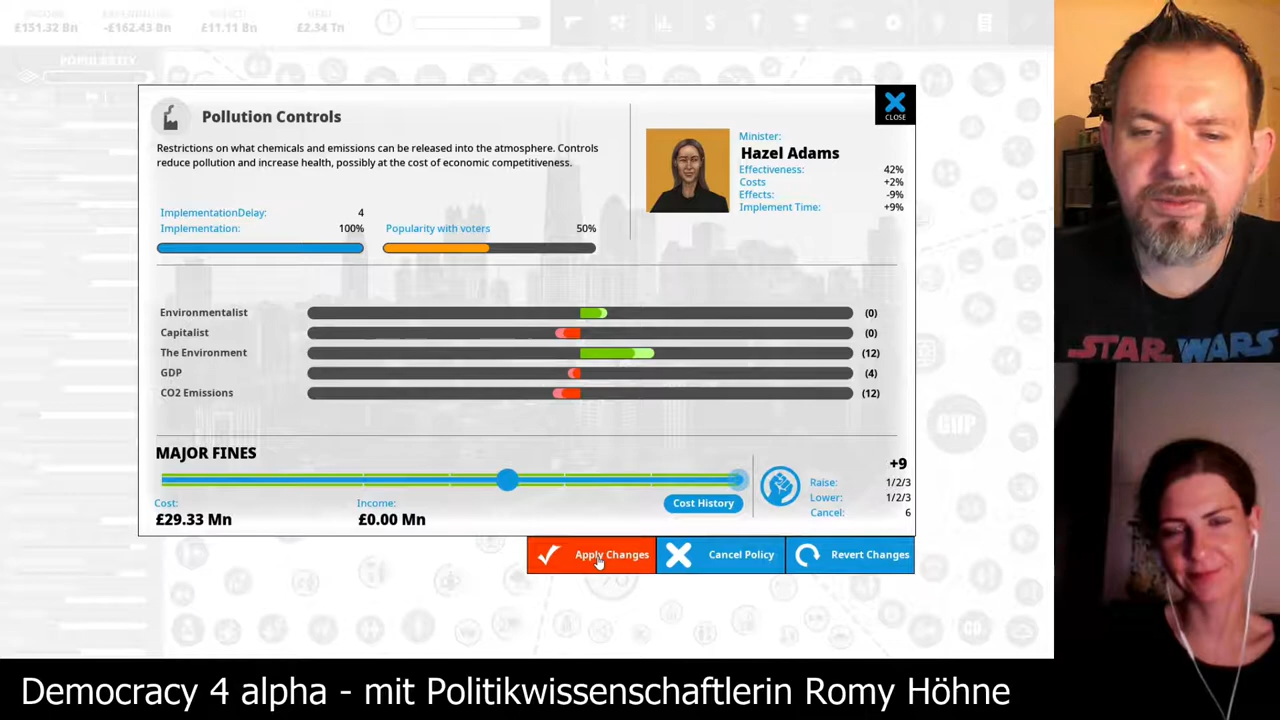 £131.32 Bn
-£162.43 Bn
£11.11 Bn
£2.34 Tn
POPULARITY
Pollution Controls
CLOSE
Restrictions on what chemicals and emissions can be released into the atmosphere. Controls
reduce pollution and increase health, possibly at the cost of economic competitiveness.
Minister:
Hazel Adams
Effectiveness: 42%
Costs +2%
Effects: -9%
Implement Time: +9%
ImplementationDelay: 4
Implementation: 100%
Popularity with voters 50%
Environmentalist (0)
Capitalist (0)
The Environment (12)
GDP (4)
CO2 Emissions (12)
MAJOR FINES
Cost:
£29.33 Mn
Income:
£0.00 Mn
Cost History
+9
Raise: 1/2/3
Lower: 1/2/3
Cancel: 6
Apply Changes
Cancel Policy
Revert Changes
GDP
STAR WARS
Democracy 4 alpha - mit Politikwissenschaftlerin Romy Höhne